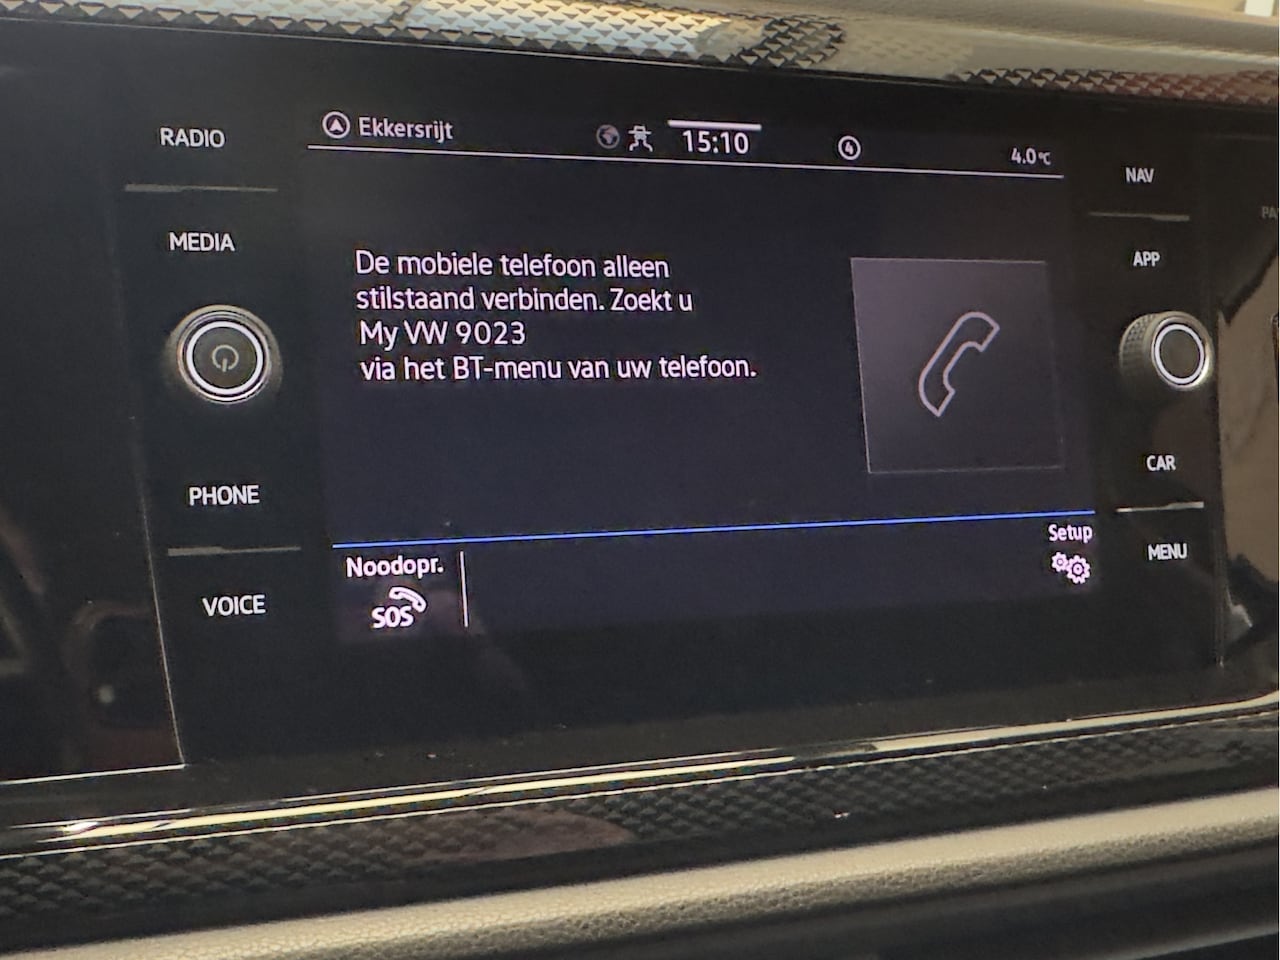 RADIO
MEDIA
PHONE
VOICE
Ekkersrijt
15:10
4
4.0°C
De mobiele telefoon alleen
stilstaand verbinden. Zoekt u
My VW 9023
via het BT-menu van uw telefoon.
Noodopr.
SOS
Setup
NAV
APP
CAR
MENU